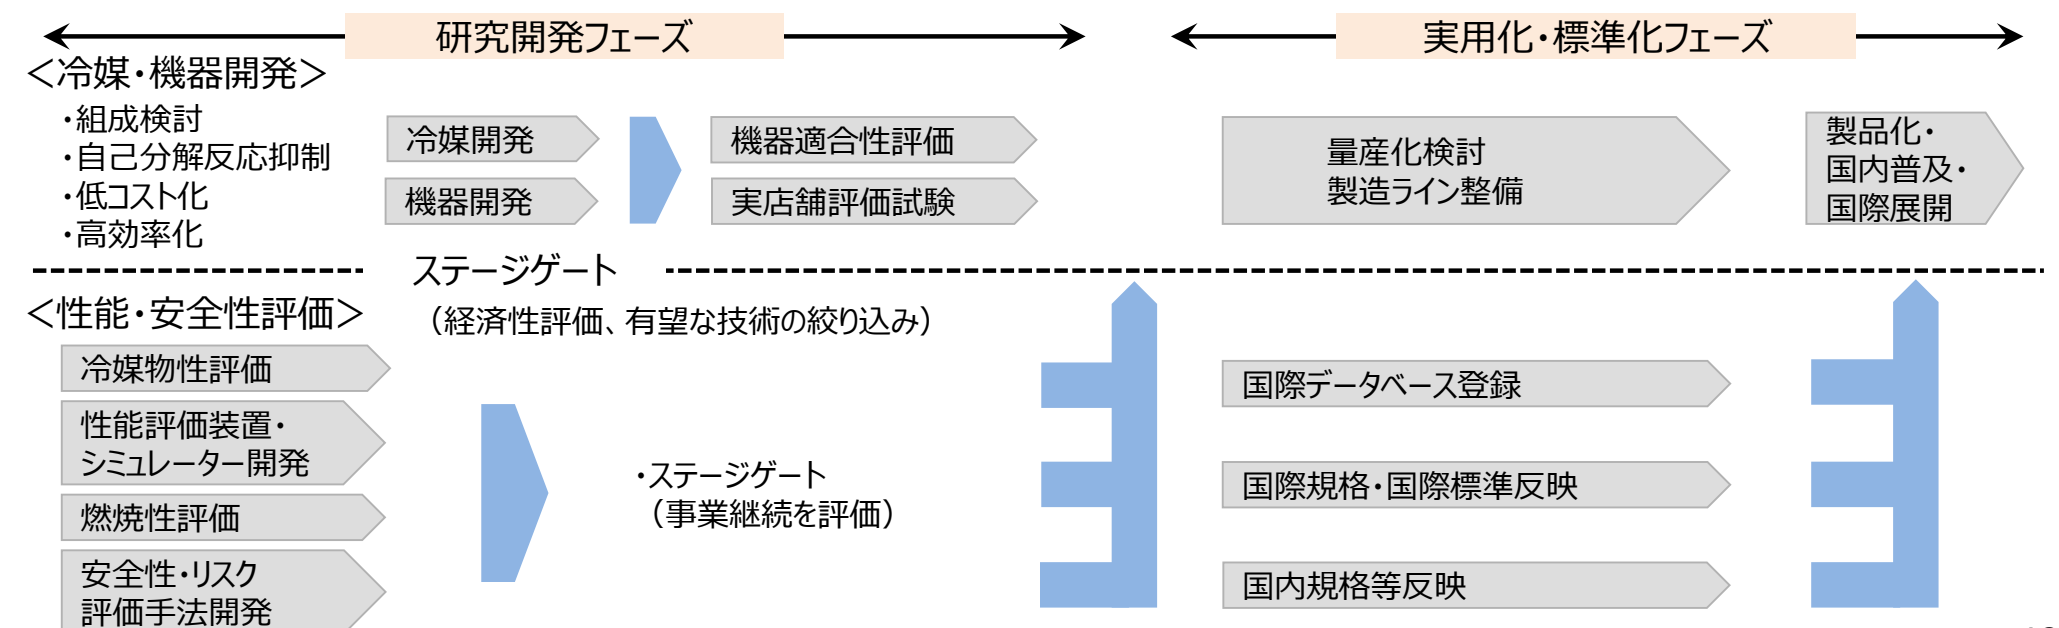 研究開発フェーズ
実用化・標準化フェーズ
＜冷媒・機器開発＞
・組成検討
・自己分解反応抑制
・低コスト化
・高効率化
冷媒開発
機器開発
機器適合性評価
実店舗評価試験
量産化検討
製造ライン整備
製品化・
国内普及・
国際展開
ステージゲート
（経済性評価、有望な技術の絞り込み）
＜性能・安全性評価＞
冷媒物性評価
性能評価装置・
シミュレーター開発
燃焼性評価
安全性・リスク
評価手法開発
・ステージゲート
（事業継続を評価）
国際データベース登録
国際規格・国際標準反映
国内規格等反映